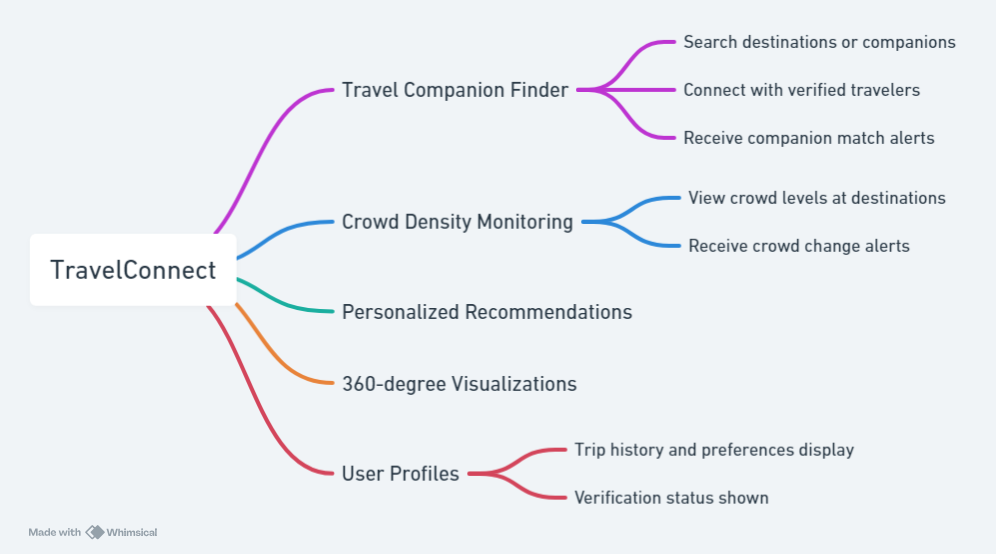 TravelConnect
Travel Companion Finder
Search destinations or companions
Connect with verified travelers
Receive companion match alerts
Crowd Density Monitoring
View crowd levels at destinations
Receive crowd change alerts
Personalized Recommendations
360-degree Visualizations
User Profiles
Trip history and preferences display
Verification status shown
Made with Whimsical